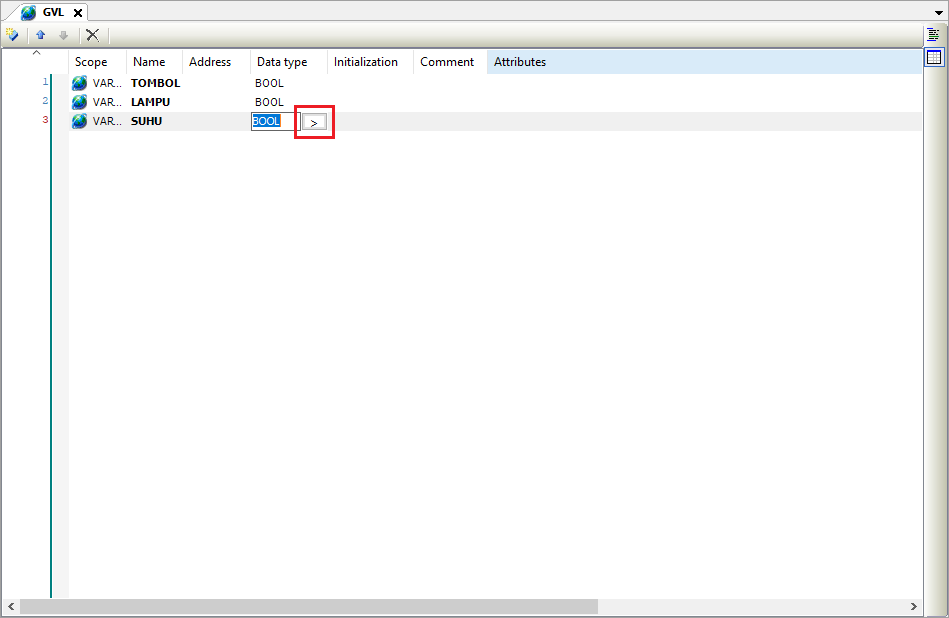 GVL
Scope Name Address Data type Initialization Comment Attributes
1 VAR... TOMBOL BOOL
2 VAR... LAMPU BOOL
3 VAR... SUHU BOOL >